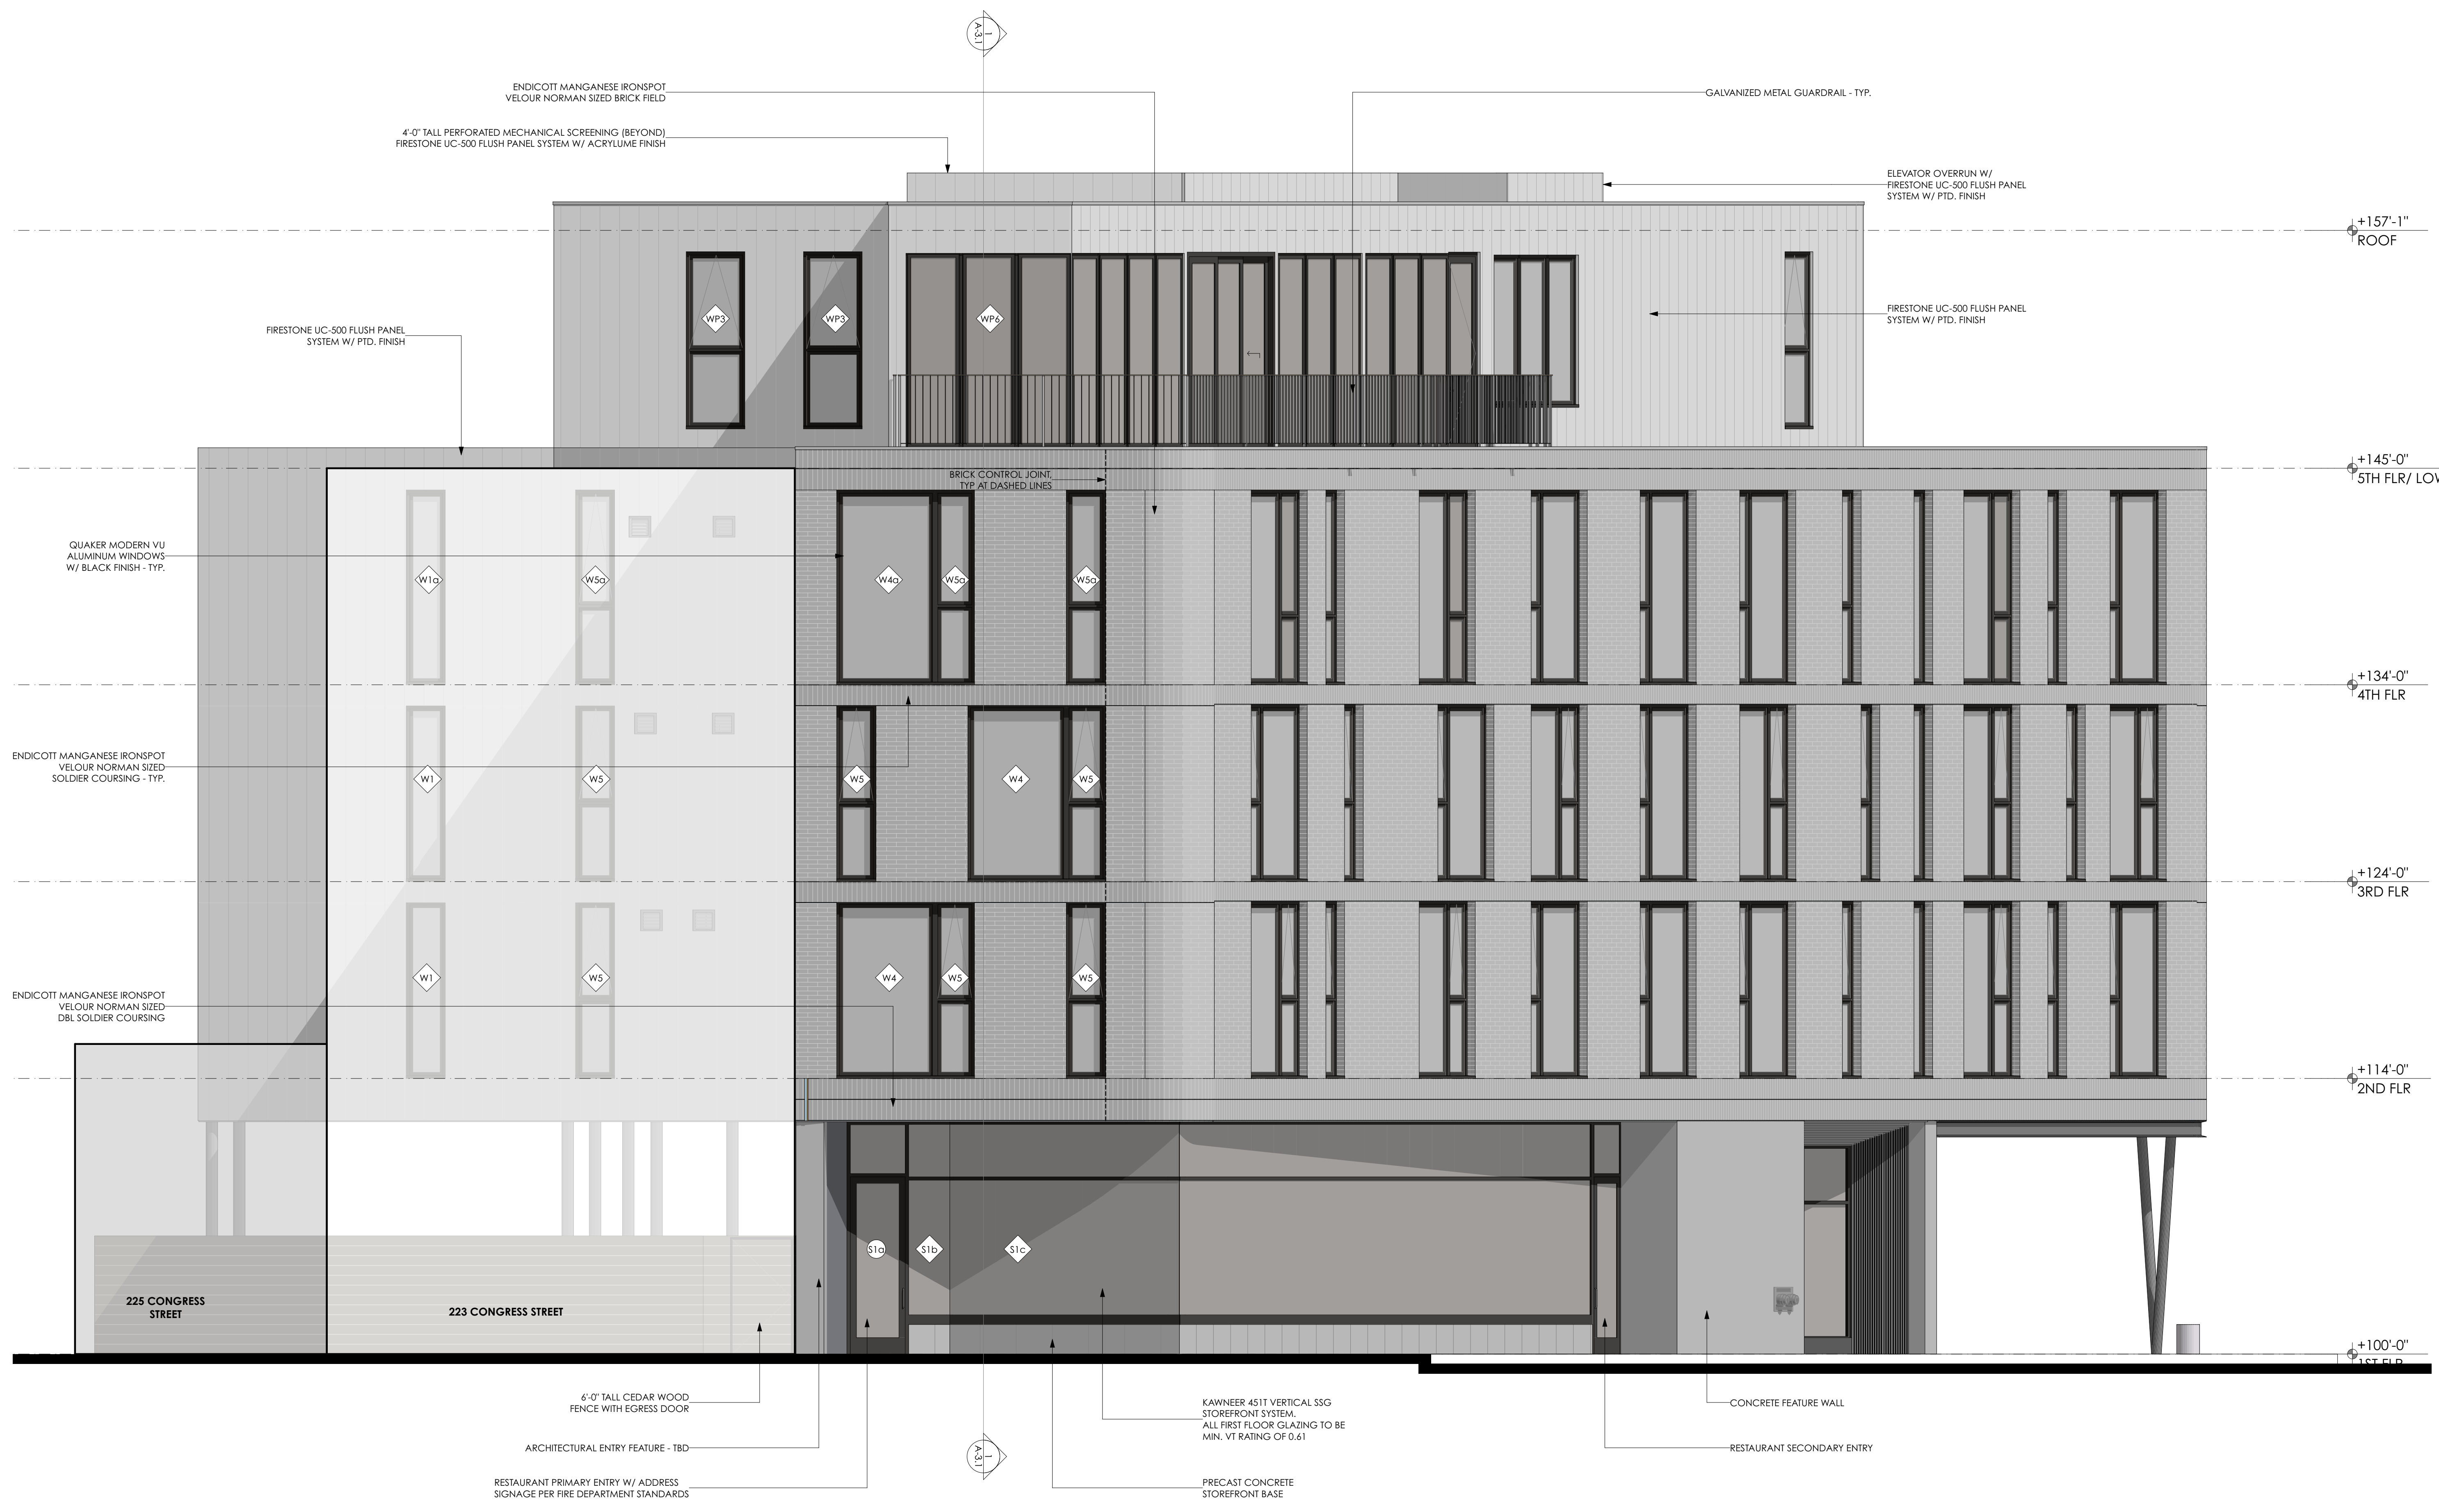 1
A-3.1
ENDICOTT MANGANESE IRONSPOT
VELOUR NORMAN SIZED BRICK FIELD
GALVANIZED METAL GUARDRAIL - TYP.
4'-0" TALL PERFORATED MECHANICAL SCREENING (BEYOND)
FIRESTONE UC-500 FLUSH PANEL SYSTEM W/ ACRYLUME FINISH
ELEVATOR OVERRUN W/
FIRESTONE UC-500 FLUSH PANEL
SYSTEM W/ PTD. FINISH
+157'-1"
ROOF
WP3
WP3
WP6
FIRESTONE UC-500 FLUSH PANEL
SYSTEM W/ PTD. FINISH
FIRESTONE UC-500 FLUSH PANEL
SYSTEM W/ PTD. FINISH
+145'-0"
5TH FLR/ LOW
BRICK CONTROL JOINT,
TYP AT DASHED LINES
QUAKER MODERN VU
ALUMINUM WINDOWS
W/ BLACK FINISH - TYP.
W1a
W5a
W4a
W5a
W5a
+134'-0"
4TH FLR
ENDICOTT MANGANESE IRONSPOT
VELOUR NORMAN SIZED
SOLDIER COURSING - TYP.
W1
W5
W5
W4
W5
+124'-0"
3RD FLR
W1
W5
W4
W5
W5
ENDICOTT MANGANESE IRONSPOT
VELOUR NORMAN SIZED
DBL SOLDIER COURSING
+114'-0"
2ND FLR
S1a
S1b
S1c
225 CONGRESS
STREET
223 CONGRESS STREET
+100'-0"
1ST FLR
6'-0" TALL CEDAR WOOD
FENCE WITH EGRESS DOOR
ARCHITECTURAL ENTRY FEATURE - TBD
RESTAURANT PRIMARY ENTRY W/ ADDRESS
SIGNAGE PER FIRE DEPARTMENT STANDARDS
1
A-3.1
KAWNEER 451T VERTICAL SSG
STOREFRONT SYSTEM.
ALL FIRST FLOOR GLAZING TO BE
MIN. VT RATING OF 0.61
PRECAST CONCRETE
STOREFRONT BASE
CONCRETE FEATURE WALL
RESTAURANT SECONDARY ENTRY